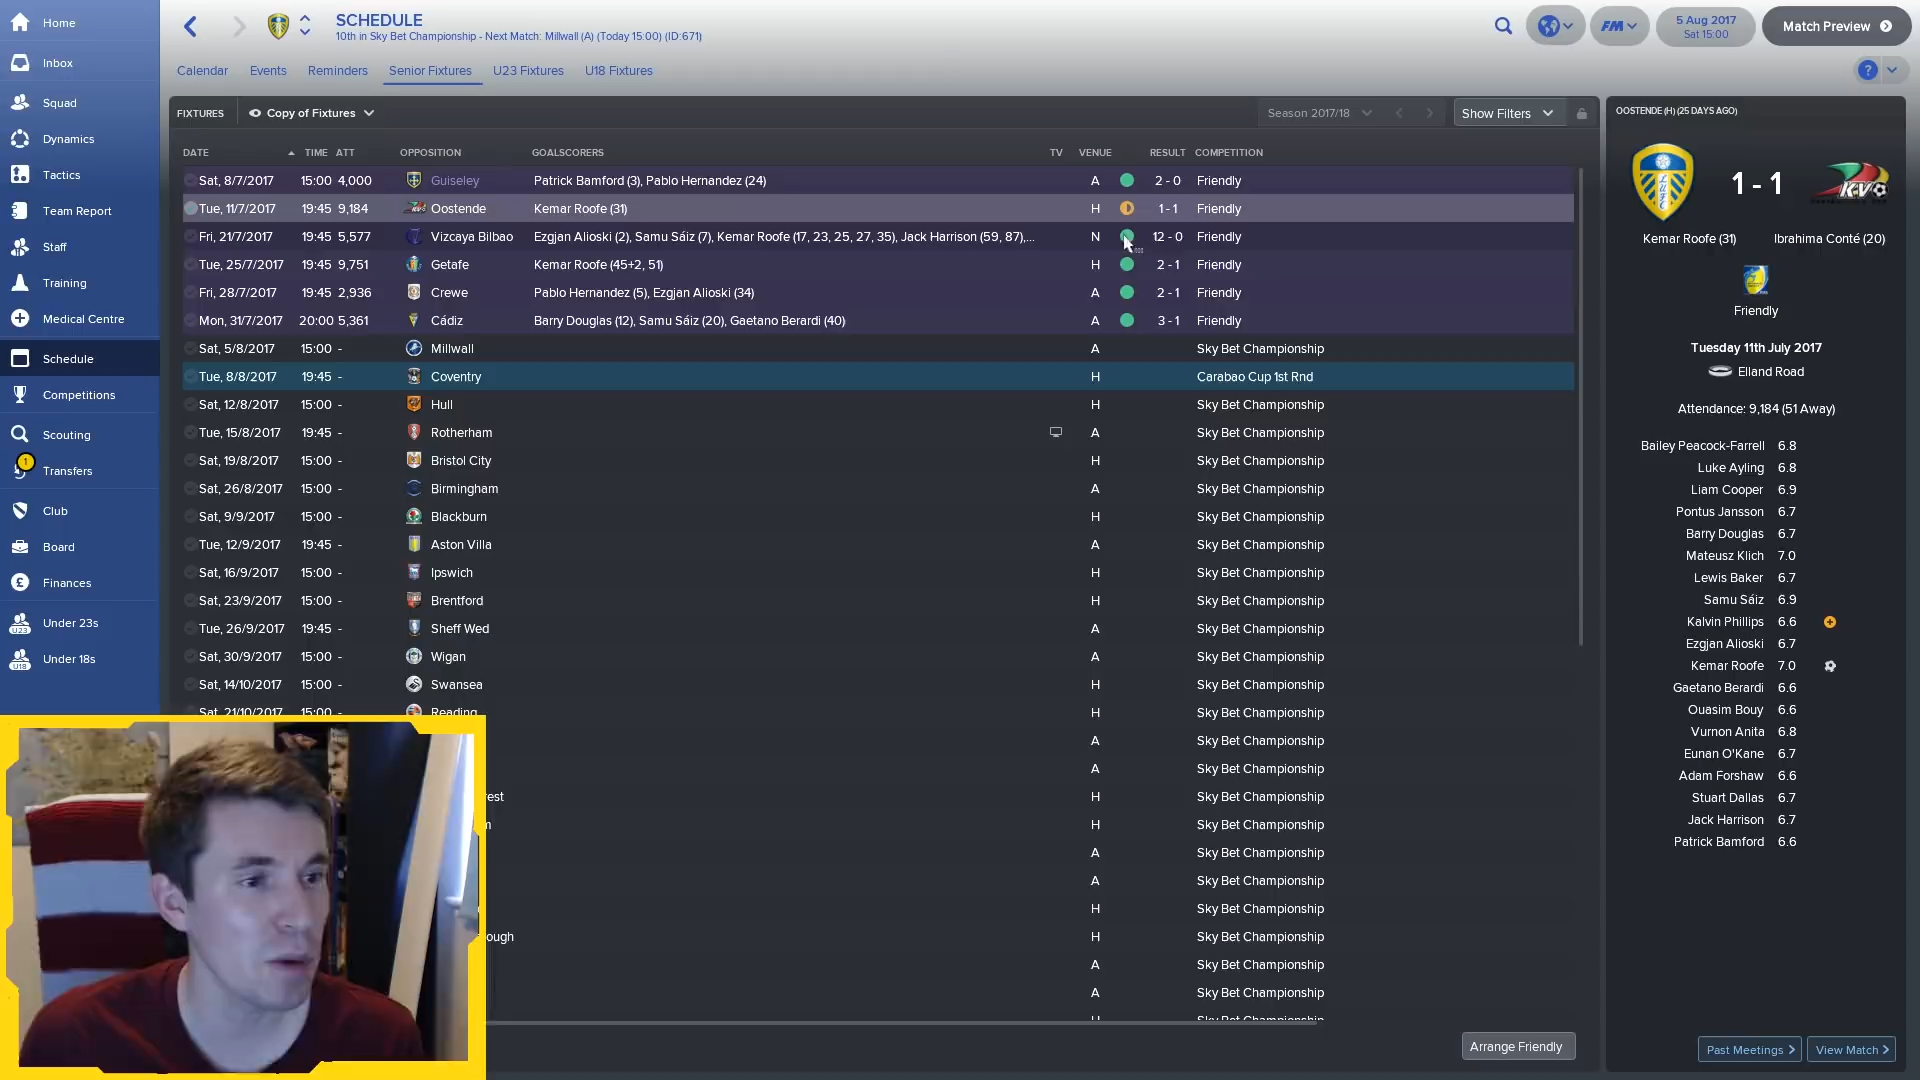 Home
Inbox
Squad
Dynamics
Staff
Tactics
Team Report
Staff
Training
Medical Centre
Schedule
Competitions
Scouting
1
Transfers
Club
Board
Finances
U23
Under 23s
U18
Under 18s
SCHEDULE
10th in Sky Bet Championship - Next Match: Millwall (A) (Today 15:00) (ID:671)
FM
5 Aug 2017
Sat 15:00
Match Preview
Calendar Events Reminders Senior Fixtures U23 Fixtures U18 Fixtures
?
FIXTURES Copy of Fixtures Season 2017/18 Show Filters
DATE TIME ATT OPPOSITION GOALSCORERS TV VENUE RESULT COMPETITION
Sat, 8/7/2017 15:00 4,000 Guiseley Patrick Bamford (3), Pablo Hernandez (24) A 2 - 0 Friendly
Tue, 11/7/2017 19:45 9,184 Oostende Kemar Roofe (31) H 1 - 1 Friendly
Fri, 21/7/2017 19:45 5,577 Vizcaya Bilbao Ezgjan Alioski (2), Samu Sáiz (7), Kemar Roofe (17, 23, 25, 27, 35), Jack Harrison (59, 87),... N 12 - 0 Friendly
Tue, 25/7/2017 19:45 9,751 Getafe Kemar Roofe (45+2, 51) H 2 - 1 Friendly
Fri, 28/7/2017 19:45 2,936 Crewe Pablo Hernandez (5), Ezgjan Alioski (34) A 2 - 1 Friendly
Mon, 31/7/2017 20:00 5,361 Cádiz Barry Douglas (12), Samu Sáiz (20), Gaetano Berardi (40) A 3 - 1 Friendly
Sat, 5/8/2017 15:00 - Millwall A Sky Bet Championship
Tue, 8/8/2017 19:45 - Coventry H Carabao Cup 1st Rnd
Sat, 12/8/2017 15:00 - Hull H Sky Bet Championship
Tue, 15/8/2017 19:45 - Rotherham A Sky Bet Championship
Sat, 19/8/2017 15:00 - Bristol City H Sky Bet Championship
Sat, 26/8/2017 15:00 - Birmingham A Sky Bet Championship
Sat, 9/9/2017 15:00 - Blackburn H Sky Bet Championship
Tue, 12/9/2017 19:45 - Aston Villa A Sky Bet Championship
Sat, 16/9/2017 15:00 - Ipswich H Sky Bet Championship
Sat, 23/9/2017 15:00 - Brentford H Sky Bet Championship
Tue, 26/9/2017 19:45 - Sheff Wed A Sky Bet Championship
Sat, 30/9/2017 15:00 - Wigan A Sky Bet Championship
Sat, 14/10/2017 15:00 - Swansea H Sky Bet Championship
Sat, 21/10/2017 15:00 - Reading H Sky Bet Championship
A Sky Bet Championship
A Sky Bet Championship
rest H Sky Bet Championship
H Sky Bet Championship
A Sky Bet Championship
A Sky Bet Championship
H Sky Bet Championship
ough H Sky Bet Championship
A Sky Bet Championship
A Sky Bet Championship
H Sky Bet Championship
Arrange Friendly
OOSTENDE (H) (25 DAYS AGO)
1 - 1
Kemar Roofe (31) Ibrahima Conté (20)
Friendly
Tuesday 11th July 2017
Elland Road
Attendance: 9,184 (51 Away)
Bailey Peacock-Farrell 6.8
Luke Ayling 6.8
Liam Cooper 6.9
Pontus Jansson 6.7
Barry Douglas 6.7
Mateusz Klich 7.0
Lewis Baker 6.7
Samu Sáiz 6.9
Kalvin Phillips 6.6
Ezgjan Alioski 6.7
Kemar Roofe 7.0
Gaetano Berardi 6.6
Ouasim Bouy 6.6
Vurnon Anita 6.8
Eunan O'Kane 6.7
Adam Forshaw 6.6
Stuart Dallas 6.7
Jack Harrison 6.7
Patrick Bamford 6.6
Past Meetings View Match